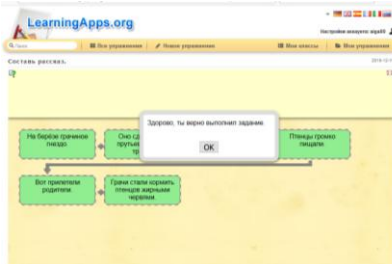 LearningApps.org
Настройки аккаунта:
Все упражнения
Новое упражнение
Мои классы
Мои упражнения
Составь рассказ.
Здорово, ты верно выполнил задание.
OK
На берёзе грачиное
гнездо.
Птенцы громко
пищали.
Вот прилетели
родители.
Грачи стали кормить
птенцов жирными
червями.